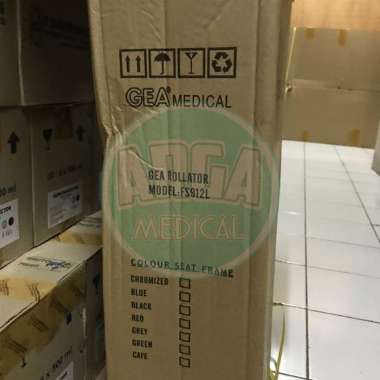 GEA MEDICAL
GEA ROLLATOR
MODEL:FS912L
ADGA
MEDICAL
COLOUR SEAT FRAME
CHROMIZED
BLUE
BLACK
RED
GREY
GREEN
CAFE